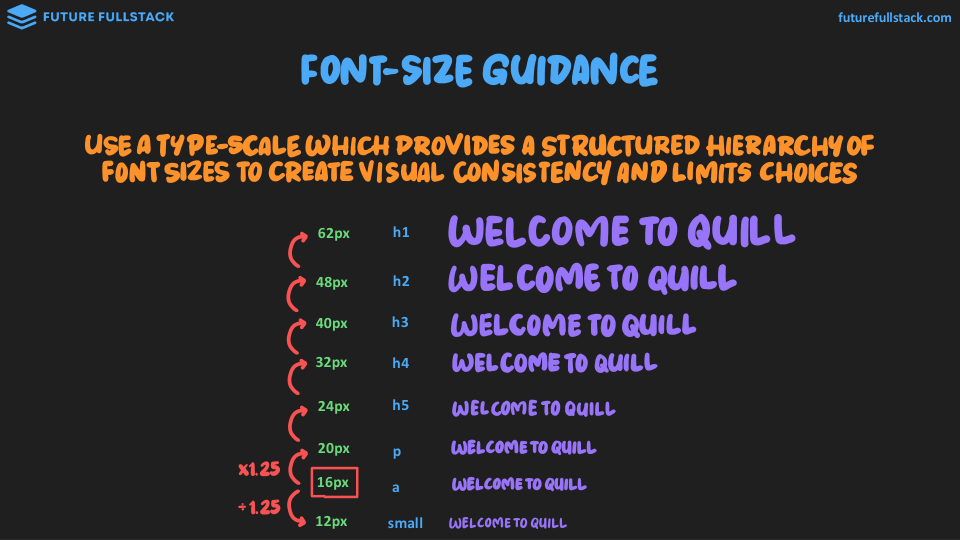 FUTURE FULLSTACK
futurefullstack.com
FONT-SIZE GUIDANCE
USE A TYPE-SCALE WHICH PROVIDES A STRUCTURED HIERARCHY OF
FONT SIZES TO CREATE VISUAL CONSISTENCY AND LIMITS CHOICES
62px h1 WELCOME TO QUILL
48px h2 WELCOME TO QUILL
40px h3 WELCOME TO QUILL
32px h4 WELCOME TO QUILL
24px h5 WELCOME TO QUILL
20px p WELCOME TO QUILL
x1.25
16px a WELCOME TO QUILL
÷1.25
12px small WELCOME TO QUILL